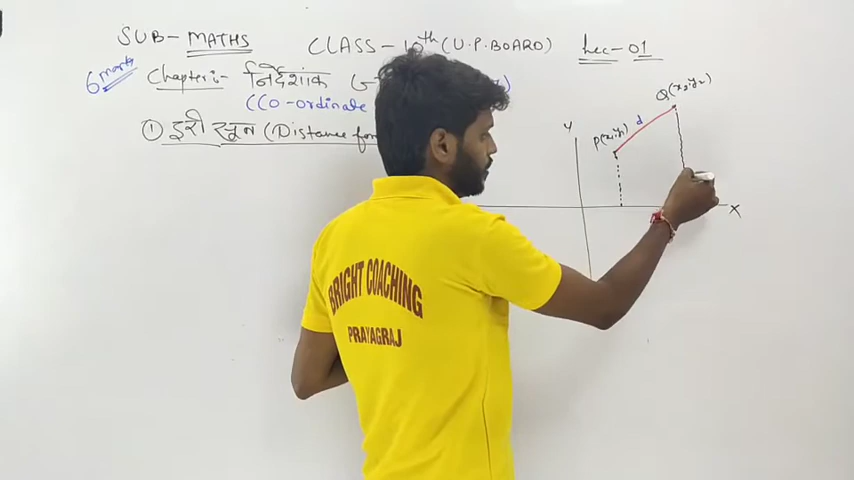 SUB- MATHS CLASS- 10th (U.P.BOARD) Lec-01
6 marks
Chapter:- निर्देशांक
(Co-ordinate
① दूरी सूत्र (Distance for
Q(x₂,y₂)
d
P(x₁,y₁)
Y
X
BRIGHT COACHING
PRAYAGRAJ